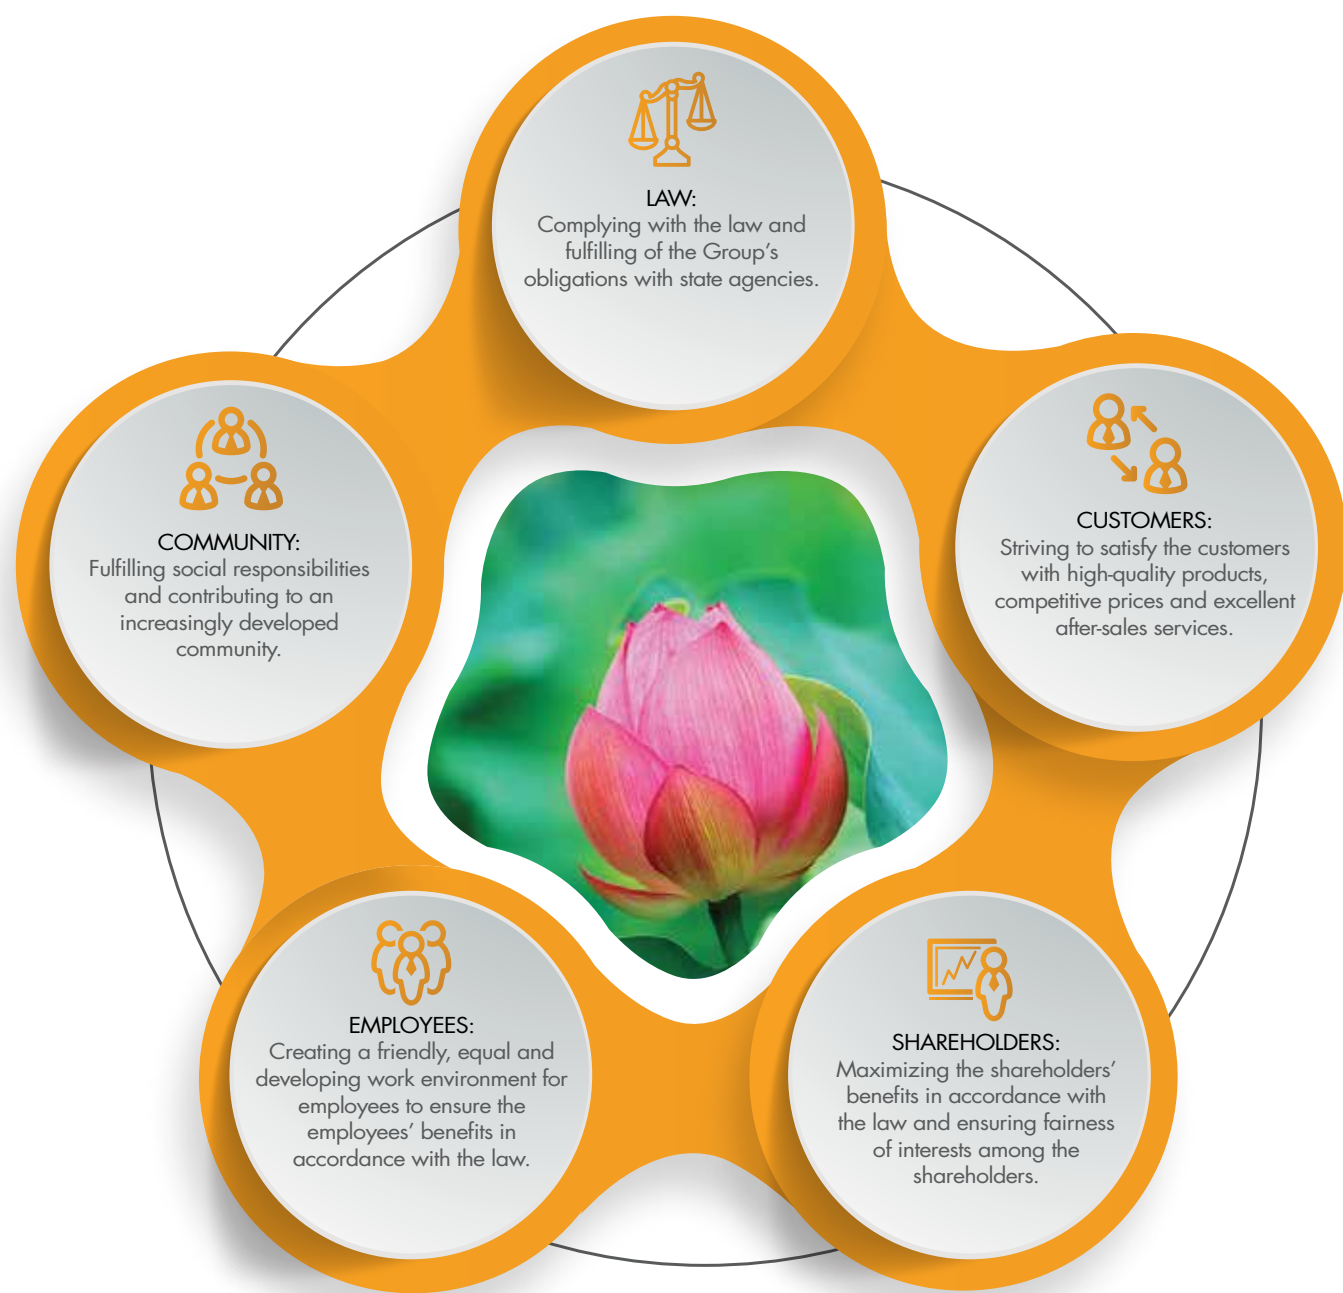 LAW:
Complying with the law and
fulfilling of the Group's
obligations with state agencies.
COMMUNITY:
Fulfilling social responsibilities
and contributing to an
increasingly developed
community.
CUSTOMERS:
Striving to satisfy the customers
with high-quality products,
competitive prices and excellent
after-sales services.
EMPLOYEES:
Creating a friendly, equal and
developing work environment for
employees to ensure the
employees' benefits in
accordance with the law.
SHAREHOLDERS:
Maximizing the shareholders'
benefits in accordance with
the law and ensuring fairness
of interests among the
shareholders.